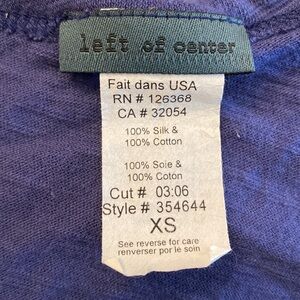 left of center
Fait dans USA
RN # 126368
CA # 32054
100% Silk &
100% Cotton
100% Soie &
100% Coton
Cut # 03:06
Style # 354644
XS
See reverse for care
renverser por le soin